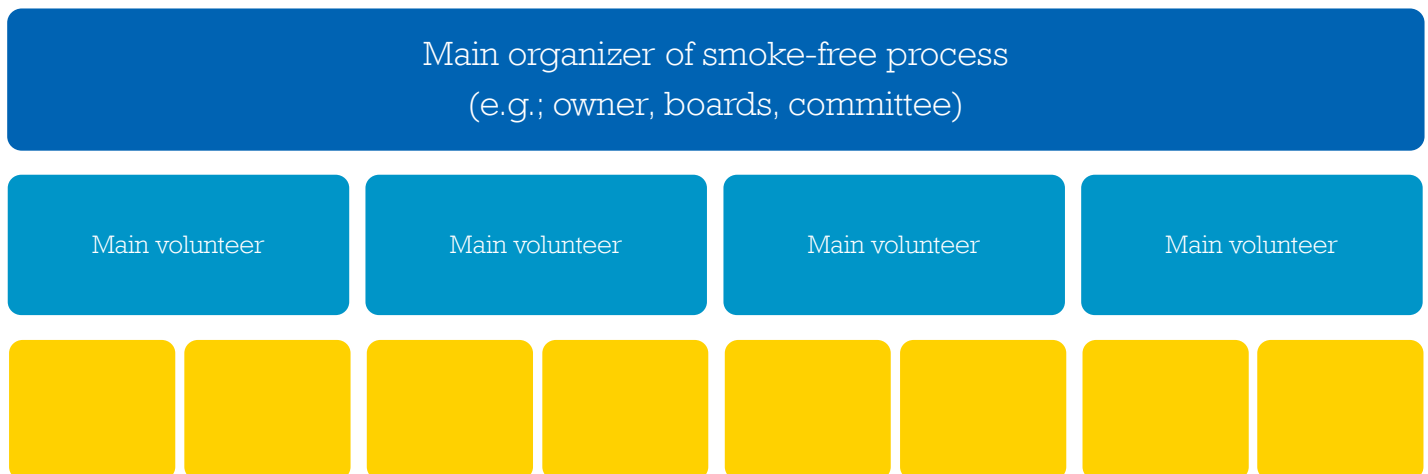 Main organizer of smoke-free process
(e.g.; owner, boards, committee)
Main volunteer
Main volunteer
Main volunteer
Main volunteer